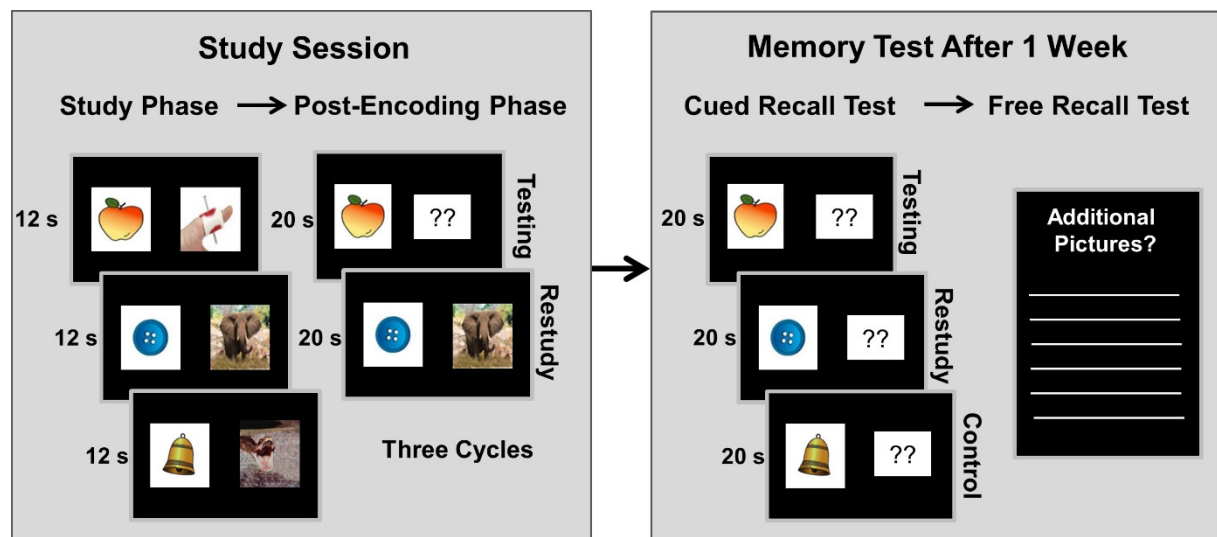 Study Session
Study Phase → Post-Encoding Phase
12 s
20 s
??
Testing
12 s
20 s
Restudy
12 s
Three Cycles
Memory Test After 1 Week
Cued Recall Test → Free Recall Test
20 s
??
Testing
20 s
??
Restudy
20 s
??
Control
Additional
Pictures?